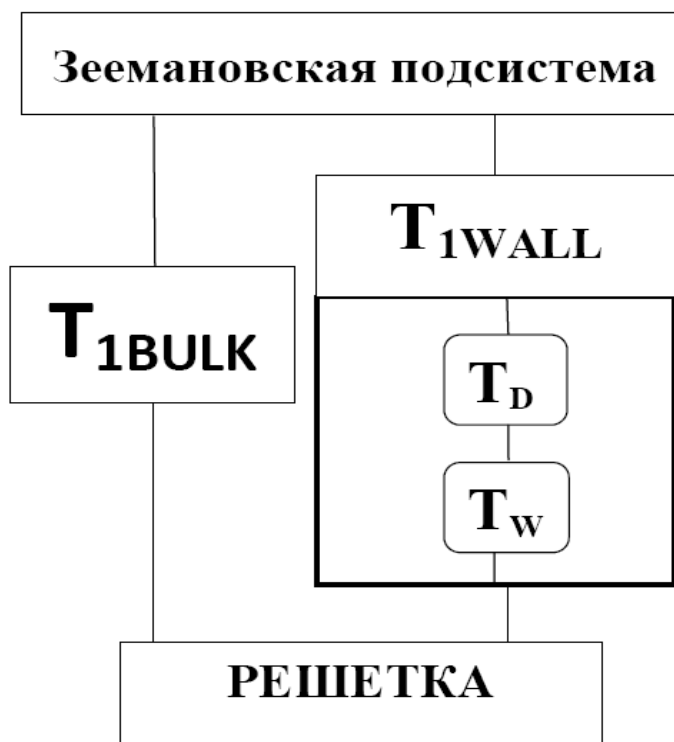 Зеемановская подсистема
T1WALL
T1BULK
TD
TW
РЕШЕТКА